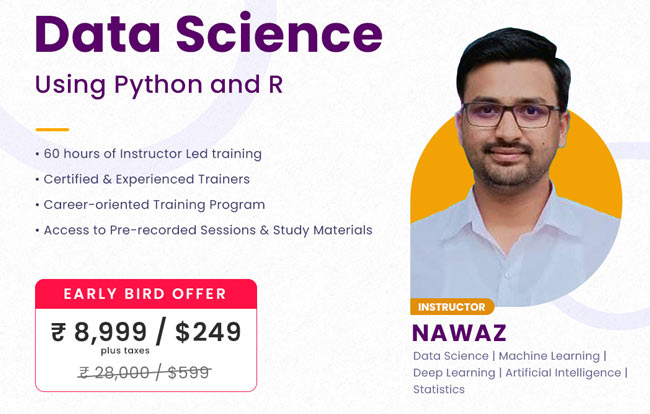 Data Science
Using Python and R
• 60 hours of Instructor Led training
• Certified & Experienced Trainers
• Career-oriented Training Program
• Access to Pre-recorded Sessions & Study Materials
EARLY BIRD OFFER
₹ 8,999 / $249
plus taxes
₹ 28,000 / $599
INSTRUCTOR
NAWAZ
Data Science | Machine Learning |
Deep Learning | Artificial Intelligence |
Statistics